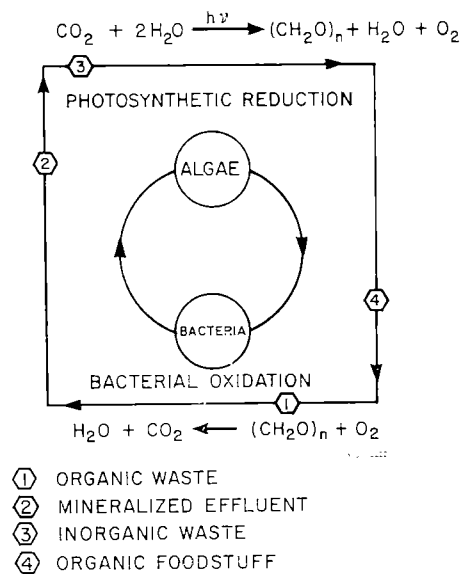 CO₂ + 2H₂O hν → (CH₂O)ₙ + H₂O + O₂
3
PHOTOSYNTHETIC REDUCTION
2
ALGAE
4
BACTERIA
BACTERIAL OXIDATION
1
H₂O + CO₂ ← (CH₂O)ₙ + O₂
1 ORGANIC WASTE
2 MINERALIZED EFFLUENT
3 INORGANIC WASTE
4 ORGANIC FOODSTUFF